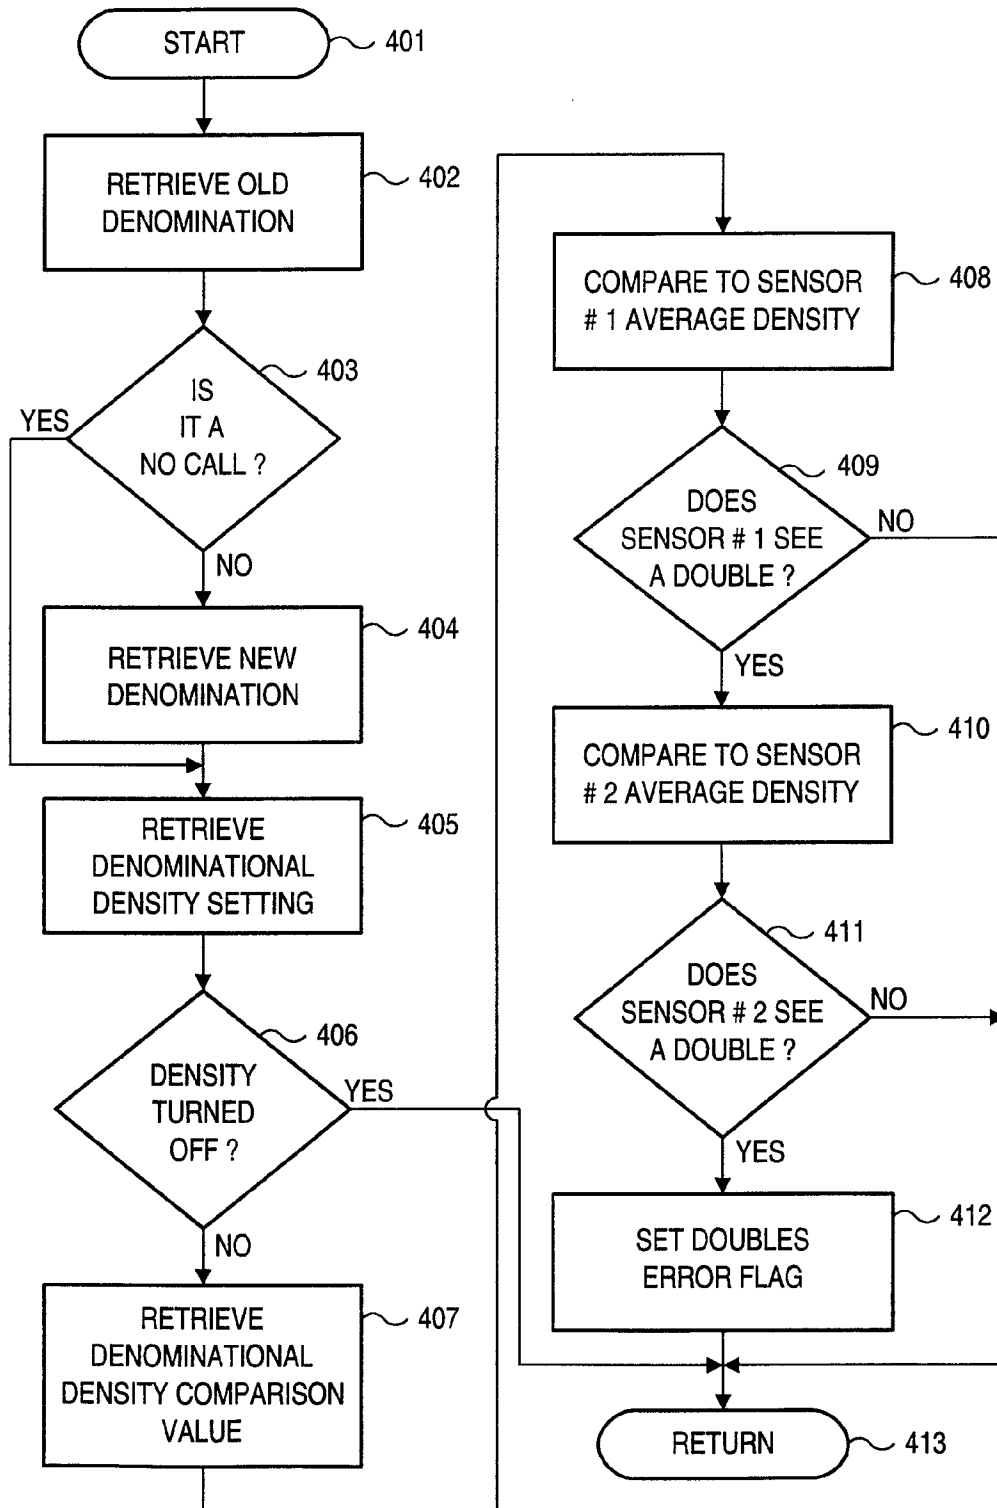 START
401
RETRIEVE OLD
DENOMINATION
402
IS
IT A
NO CALL ?
403
YES
NO
RETRIEVE NEW
DENOMINATION
404
RETRIEVE
DENOMINATIONAL
DENSITY SETTING
405
DENSITY
TURNED
OFF ?
406
YES
NO
RETRIEVE
DENOMINATIONAL
DENSITY COMPARISON
VALUE
407
COMPARE TO SENSOR
# 1 AVERAGE DENSITY
408
DOES
SENSOR # 1 SEE
A DOUBLE ?
409
NO
YES
COMPARE TO SENSOR
# 2 AVERAGE DENSITY
410
DOES
SENSOR # 2 SEE
A DOUBLE ?
411
NO
YES
SET DOUBLES
ERROR FLAG
412
RETURN
413